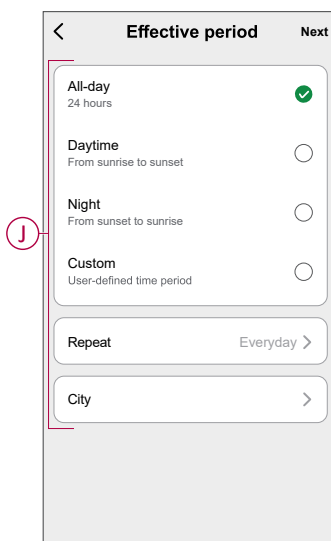 Effective period Next
All-day
24 hours
Daytime
From sunrise to sunset
Night
From sunset to sunrise
J
Custom
User-defined time period
Repeat Everyday
City